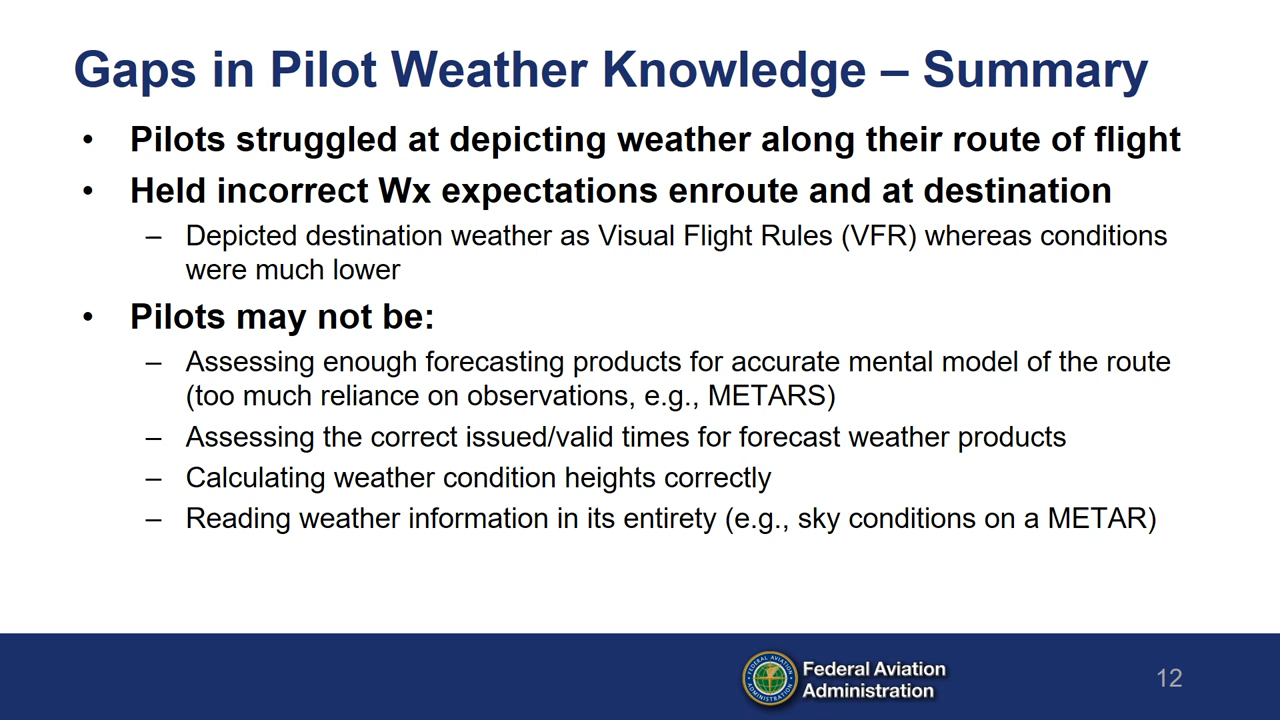 Gaps in Pilot Weather Knowledge – Summary
• Pilots struggled at depicting weather along their route of flight
• Held incorrect Wx expectations enroute and at destination
– Depicted destination weather as Visual Flight Rules (VFR) whereas conditions
were much lower
• Pilots may not be:
– Assessing enough forecasting products for accurate mental model of the route
(too much reliance on observations, e.g., METARS)
– Assessing the correct issued/valid times for forecast weather products
– Calculating weather condition heights correctly
– Reading weather information in its entirety (e.g., sky conditions on a METAR)
FEDERAL AVIATION
ADMINISTRATION
Federal Aviation
Administration
12